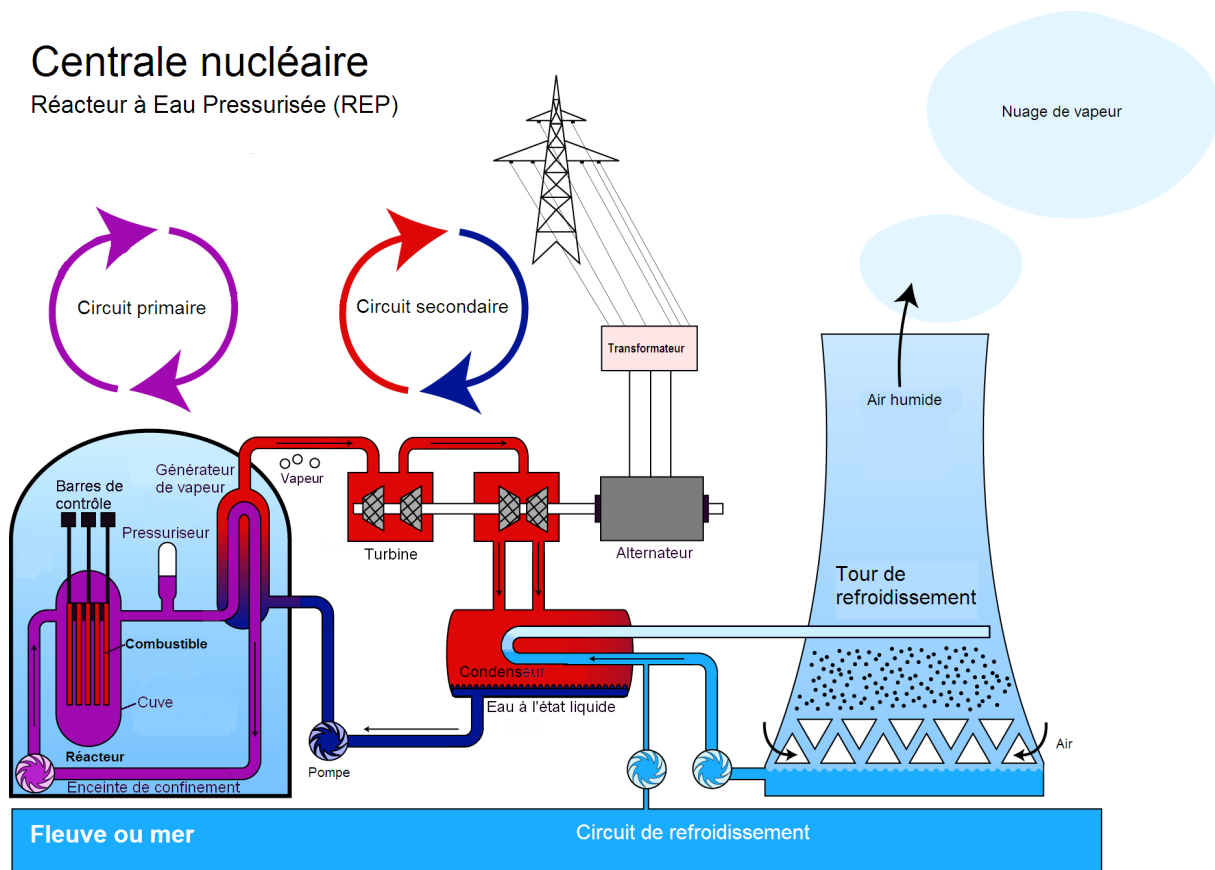 Centrale nucléaire
Réacteur à Eau Pressurisée (REP)
Nuage de vapeur
Circuit primaire
Circuit secondaire
Transformateur
Air humide
Générateur
de vapeur
Vapeur
Barres de
contrôle
Pressuriseur
Turbine
Alternateur
Tour de
refroidissement
Combustible
Condenseur
Cuve
Eau à l'état liquide
Réacteur
Air
Pompe
Enceinte de confinement
Fleuve ou mer
Circuit de refroidissement